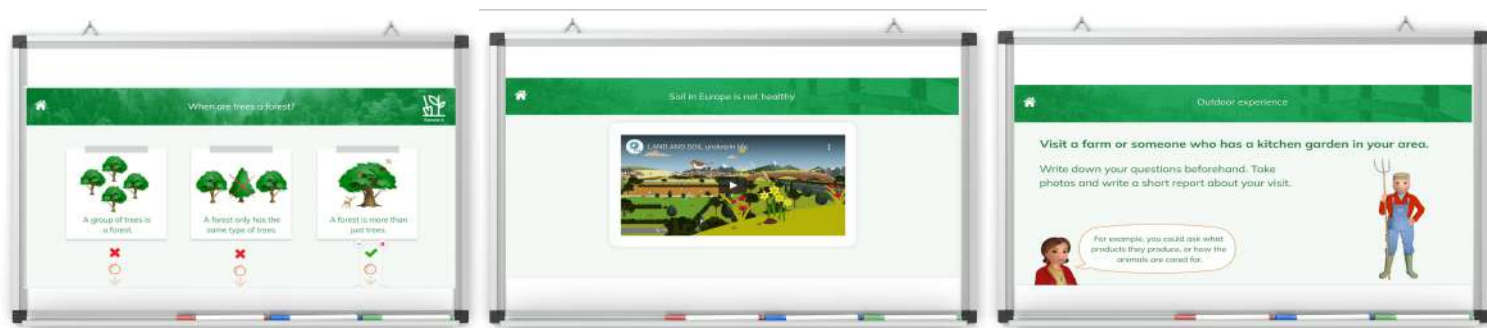 When are trees a forest?
A group of trees is
a forest.
A forest only has the
same type of trees.
A forest is more than
just trees.
Soil in Europe is not healthy
LAND AND SOIL
Outdoor experience
Visit a farm or someone who has a kitchen garden in your area.
Write down your questions beforehand. Take
photos and write a short report about your visit.
For example, you could ask what
products they produce, or how the
animals are cared for.